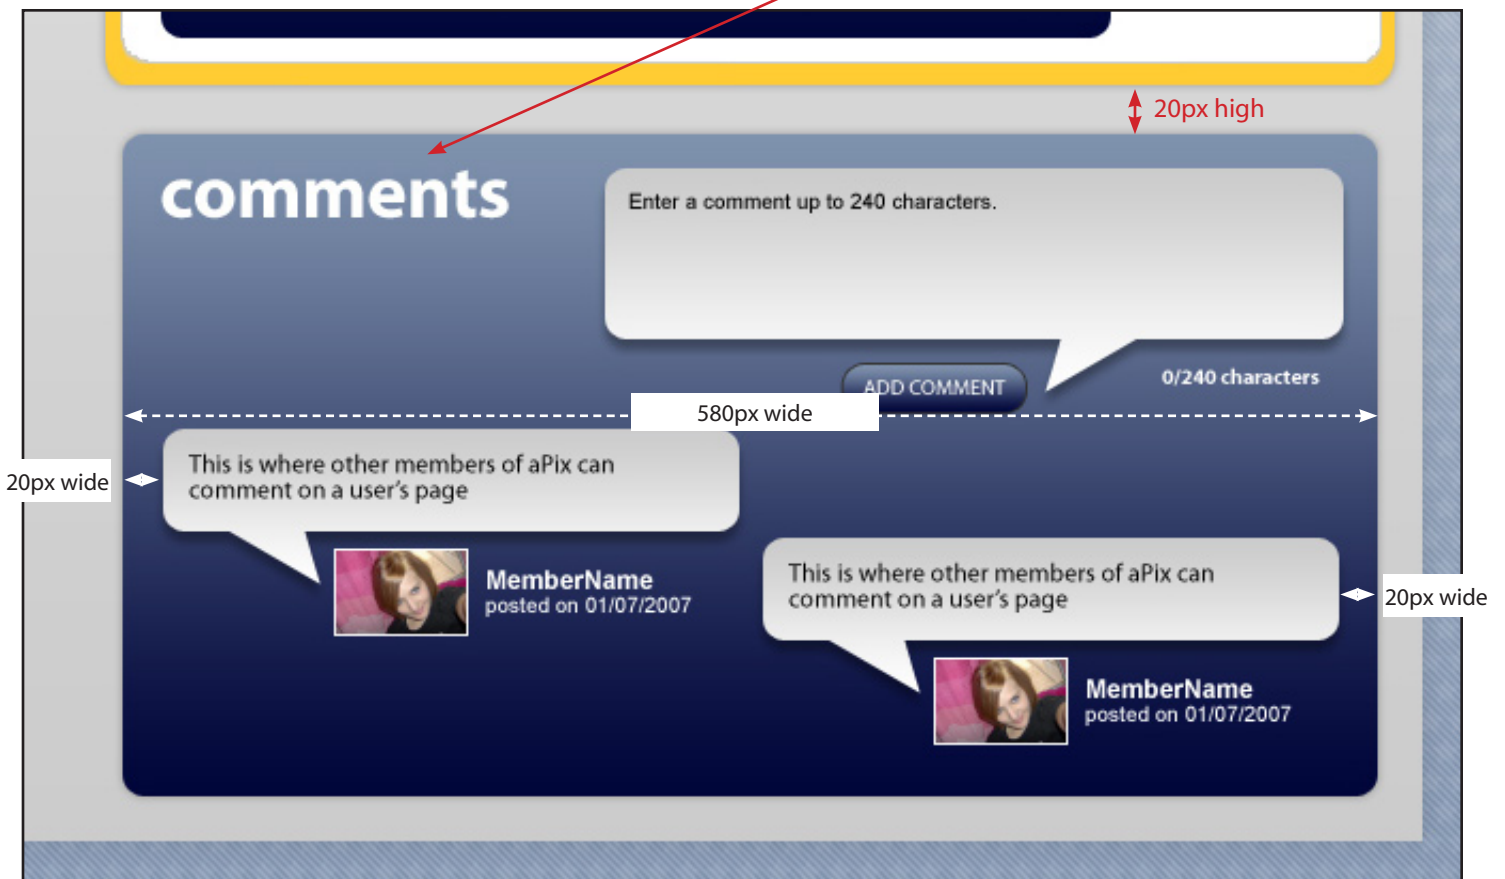 20px high
comments
Enter a comment up to 240 characters.
ADD COMMENT
0/240 characters
580px wide
This is where other members of aPix can
comment on a user's page
20px wide
MemberName
posted on 01/07/2007
This is where other members of aPix can
comment on a user's page
20px wide
MemberName
posted on 01/07/2007